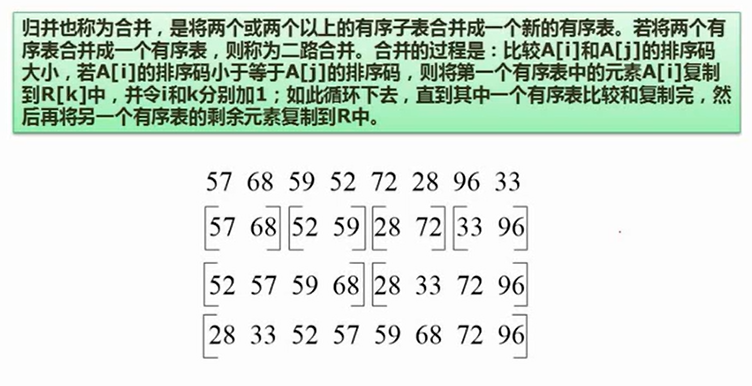 归并也称为合并，是将两个或两个以上的有序子表合并成一个新的有序表。若将两个有
序表合并成一个有序表，则称为二路合并。合并的过程是：比较A[i]和A[j]的排序码
大小，若A[i]的排序码小于等于A[j]的排序码，则将第一个有序表中的元素A[i]复制
到R[k]中，并令i和k分别加1；如此循环下去，直到其中一个有序表比较和复制完，然
后再将另一个有序表的剩余元素复制到R中。
57 68 59 52 72 28 96 33
[57 68] [52 59] [28 72] [33 96]
[52 57 59 68] [28 33 72 96]
[28 33 52 57 59 68 72 96]